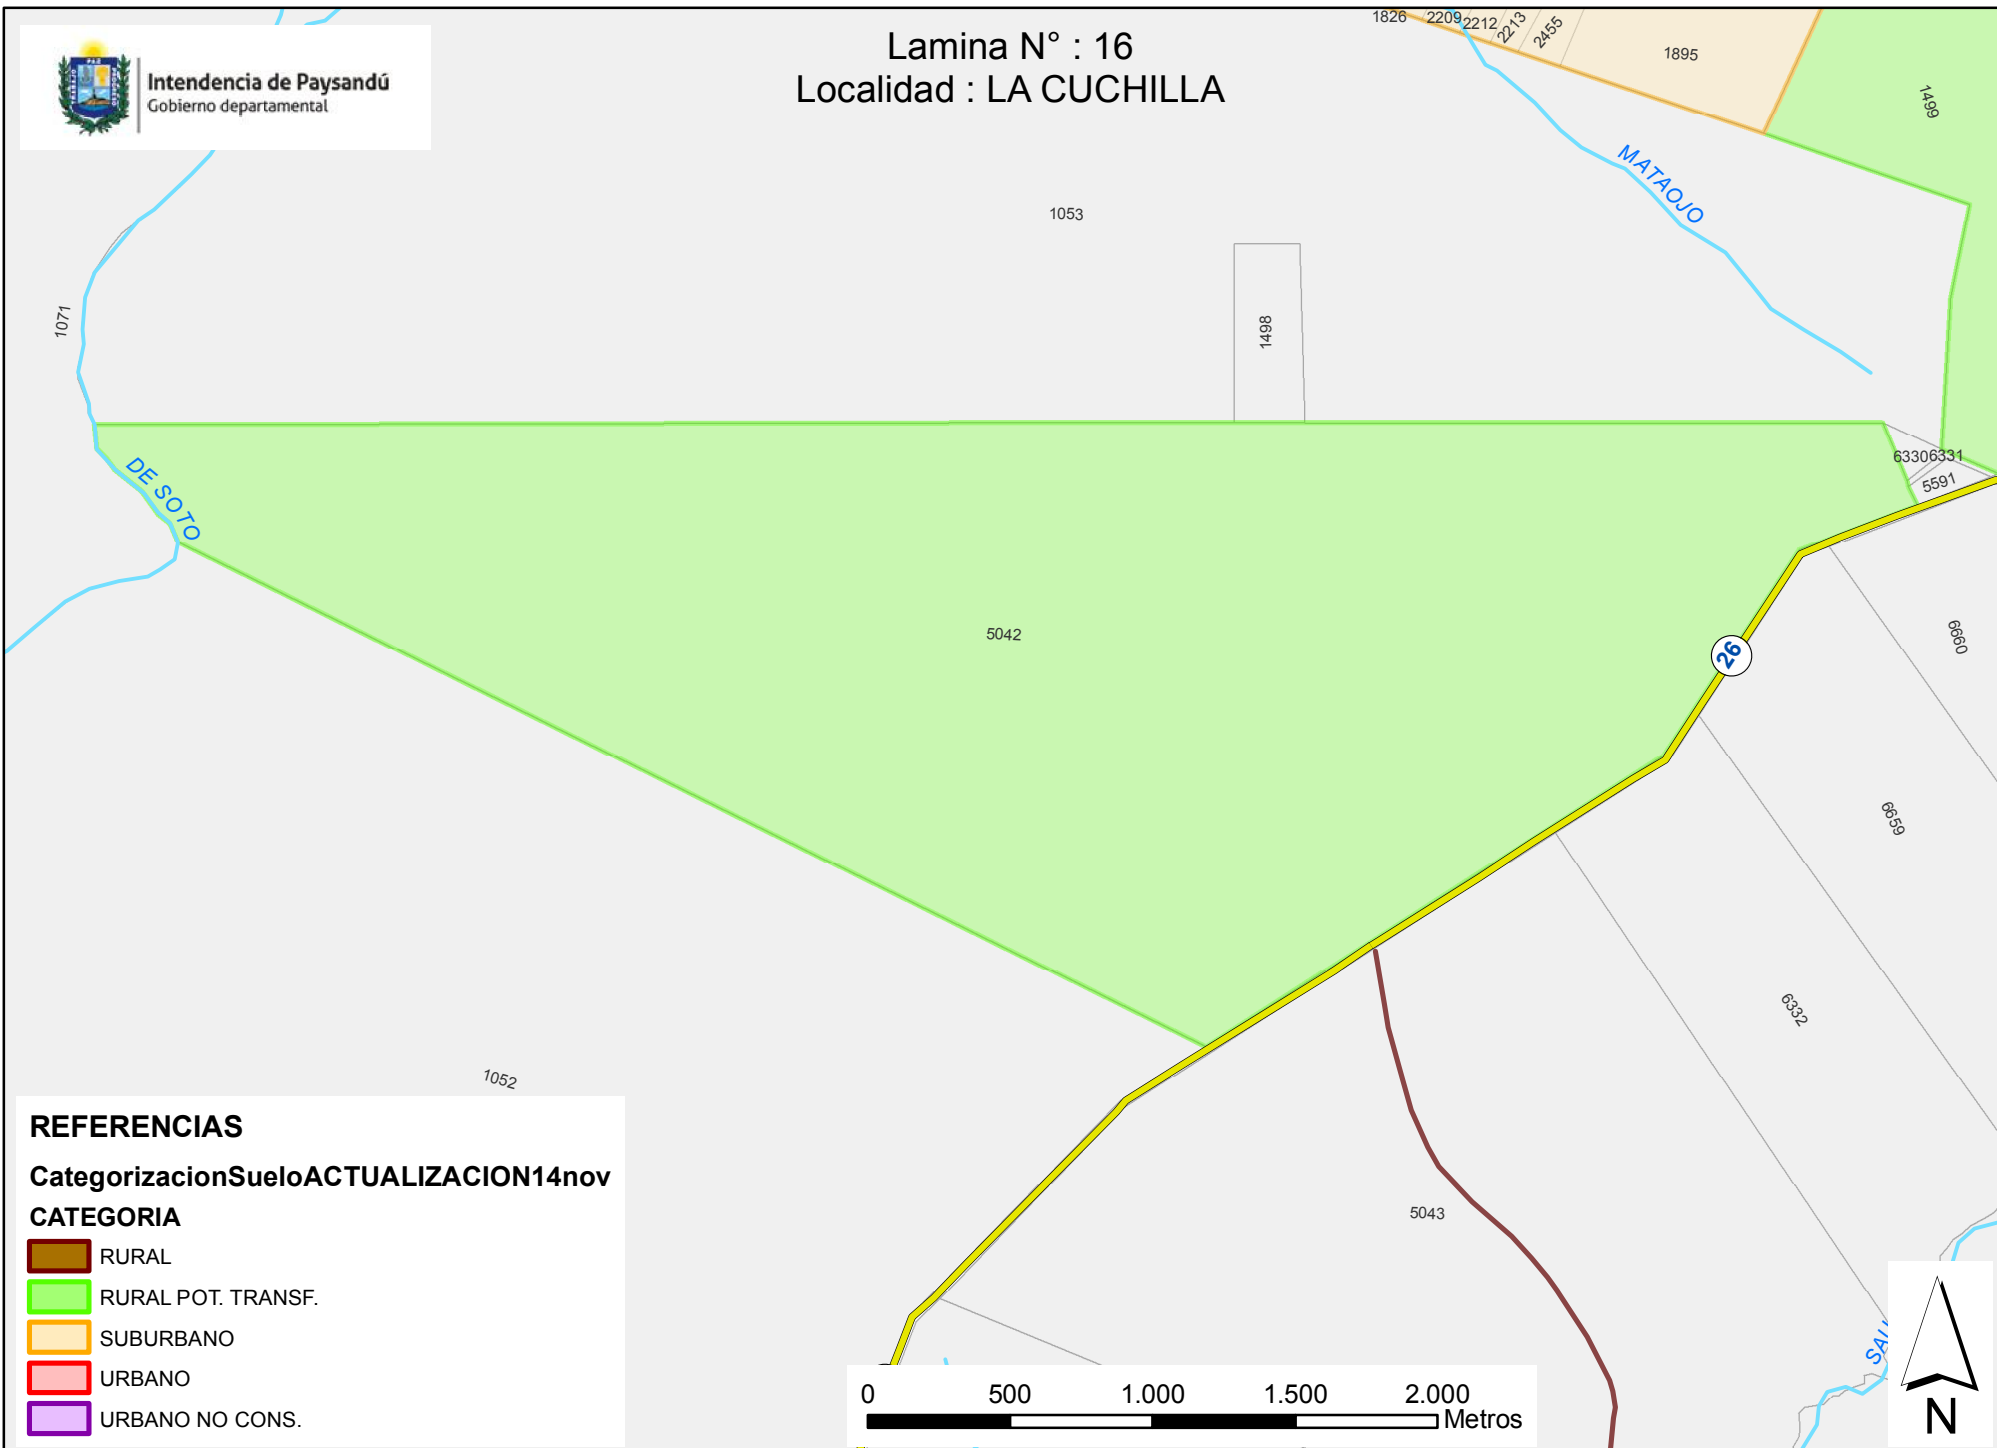 Intendencia de Paysandú
Gobierno departamental
Lamina N° : 16
Localidad : LA CUCHILLA
1826
2209
2212
2213
2455
1895
1499
MATAOJO
1053
1071
1498
DE SOTO
6330
6331
5591
5042
26
6660
6659
6332
1052
5043
REFERENCIAS
CategorizacionSueloACTUALIZACION14nov
CATEGORIA
RURAL
RURAL POT. TRANSF.
SUBURBANO
URBANO
URBANO NO CONS.
0 500 1.000 1.500 2.000
Metros
N